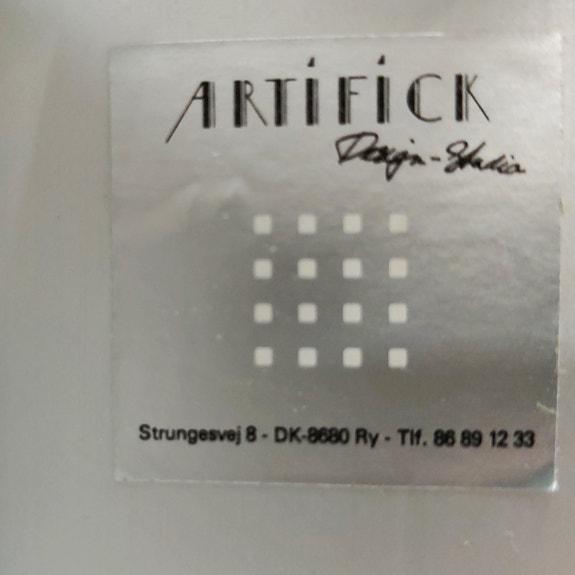 ARTIFICK
Design-Studio
Strungesvej 8 - DK-8680 Ry - Tlf. 86 89 12 33